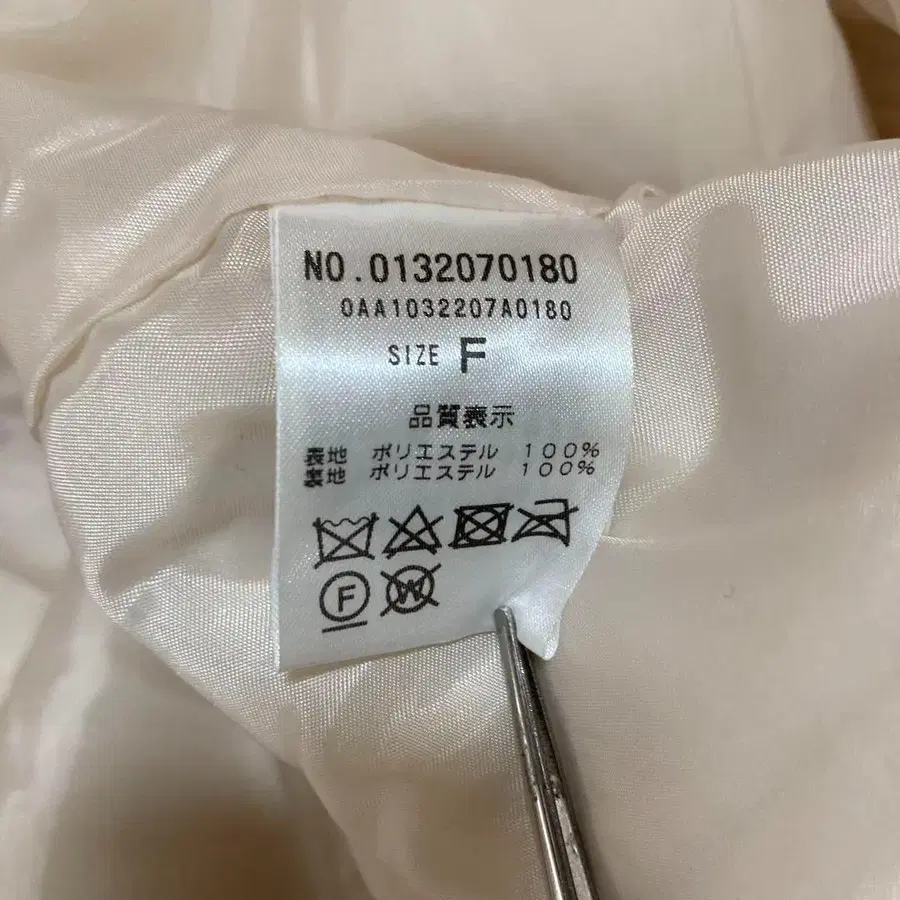 NO.0132070180
0AA1032207A0180
SIZE F
品質表示
表地 ポリエステル 100%
裏地 ポリエステル 100%
F
W